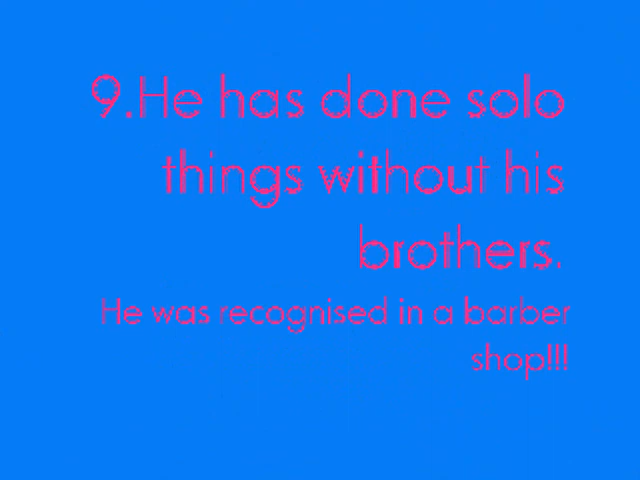 9.He has done solo
things without his
brothers.
He was recognised in a barber
shop!!!